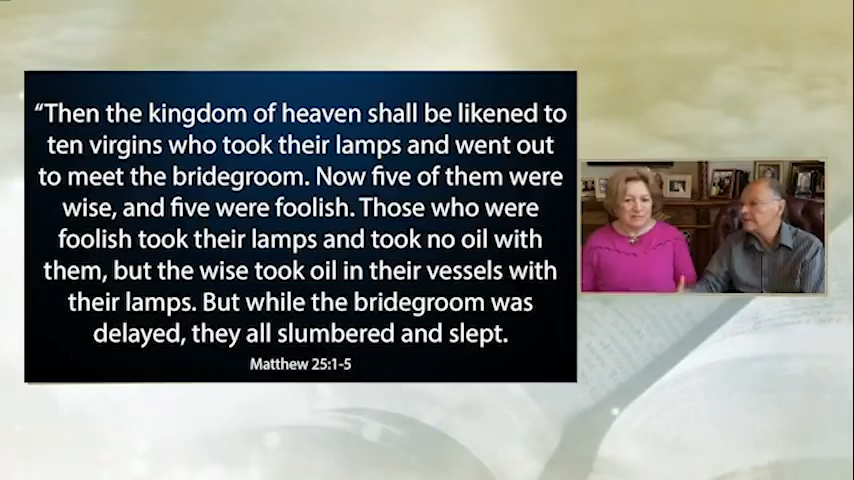 “Then the kingdom of heaven shall be likened to
ten virgins who took their lamps and went out
to meet the bridegroom. Now five of them were
wise, and five were foolish. Those who were
foolish took their lamps and took no oil with
them, but the wise took oil in their vessels with
their lamps. But while the bridegroom was
delayed, they all slumbered and slept.
Matthew 25:1-5